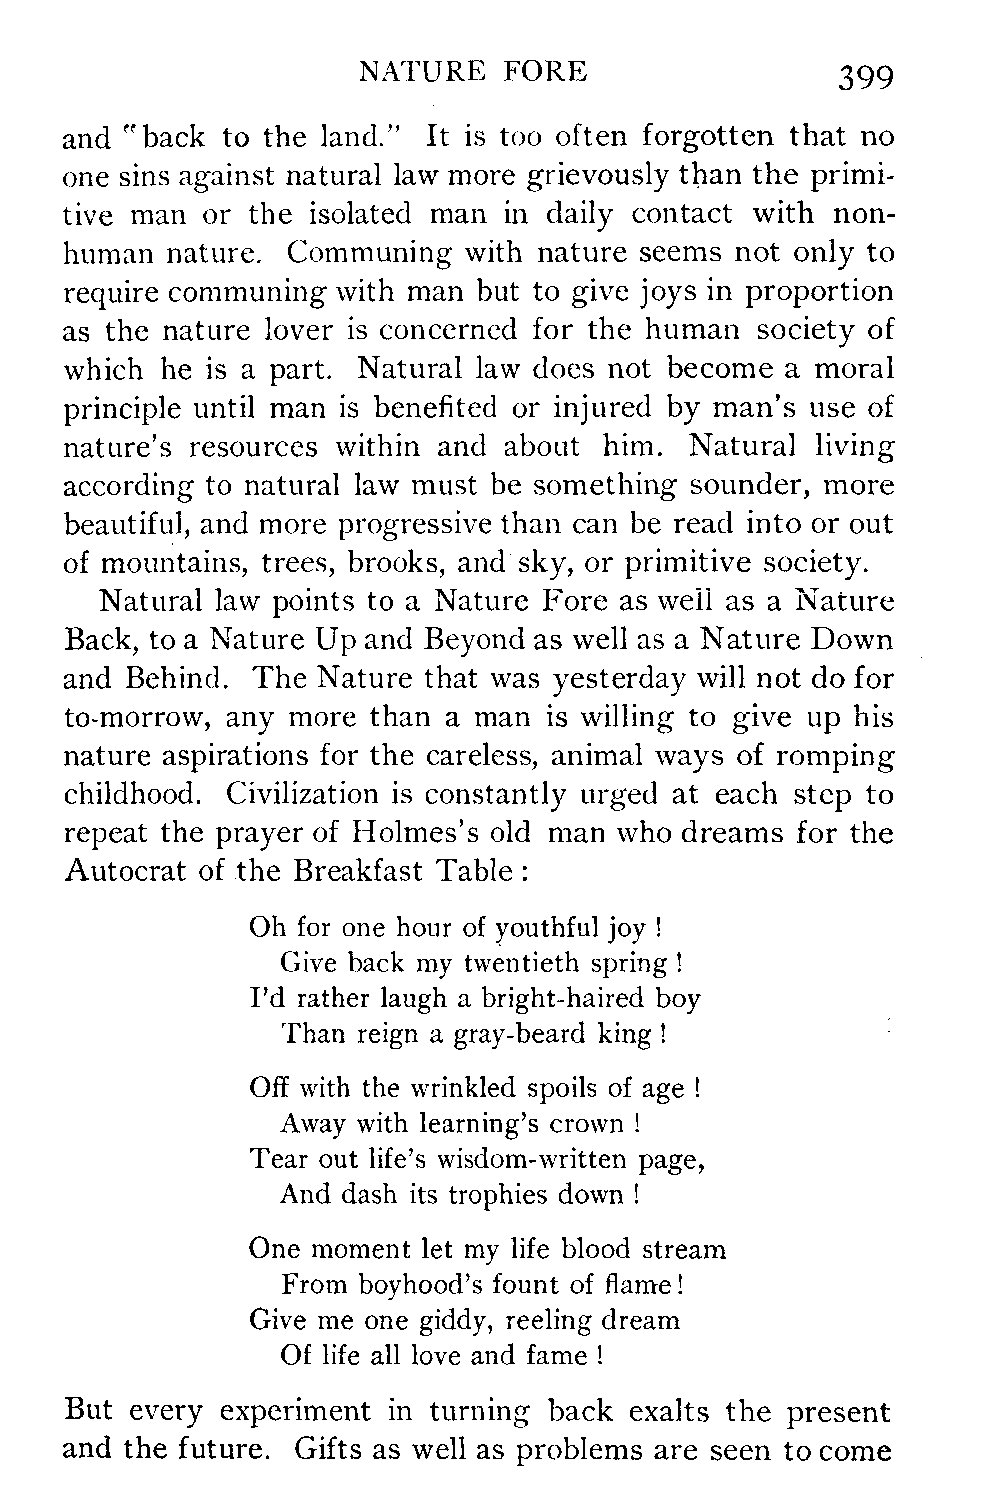 NATURE FORE 399
and "back to the land." It is too often forgotten that no
one sins against natural law more grievously than the primi-
tive man or the isolated man in daily contact with non-
human nature. Communing with nature seems not only to
require communing with man but to give joys in proportion
as the nature lover is concerned for the human society of
which he is a part. Natural law does not become a moral
principle until man is benefited or injured by man's use of
nature's resources within and about him. Natural living
according to natural law must be something sounder, more
beautiful, and more progressive than can be read into or out
of mountains, trees, brooks, and sky, or primitive society.
Natural law points to a Nature Fore as well as a Nature
Back, to a Nature Up and Beyond as well as a Nature Down
and Behind. The Nature that was yesterday will not do for
to-morrow, any more than a man is willing to give up his
nature aspirations for the careless, animal ways of romping
childhood. Civilization is constantly urged at each step to
repeat the prayer of Holmes's old man who dreams for the
Autocrat of the Breakfast Table :
Oh for one hour of youthful joy !
Give back my twentieth spring !
I'd rather laugh a bright-haired boy
Than reign a gray-beard king !
Off with the wrinkled spoils of age !
Away with learning's crown !
Tear out life's wisdom-written page,
And dash its trophies down !
One moment let my life blood stream
From boyhood's fount of flame !
Give me one giddy, reeling dream
Of life all love and fame !
But every experiment in turning back exalts the present
and the future. Gifts as well as problems are seen to come